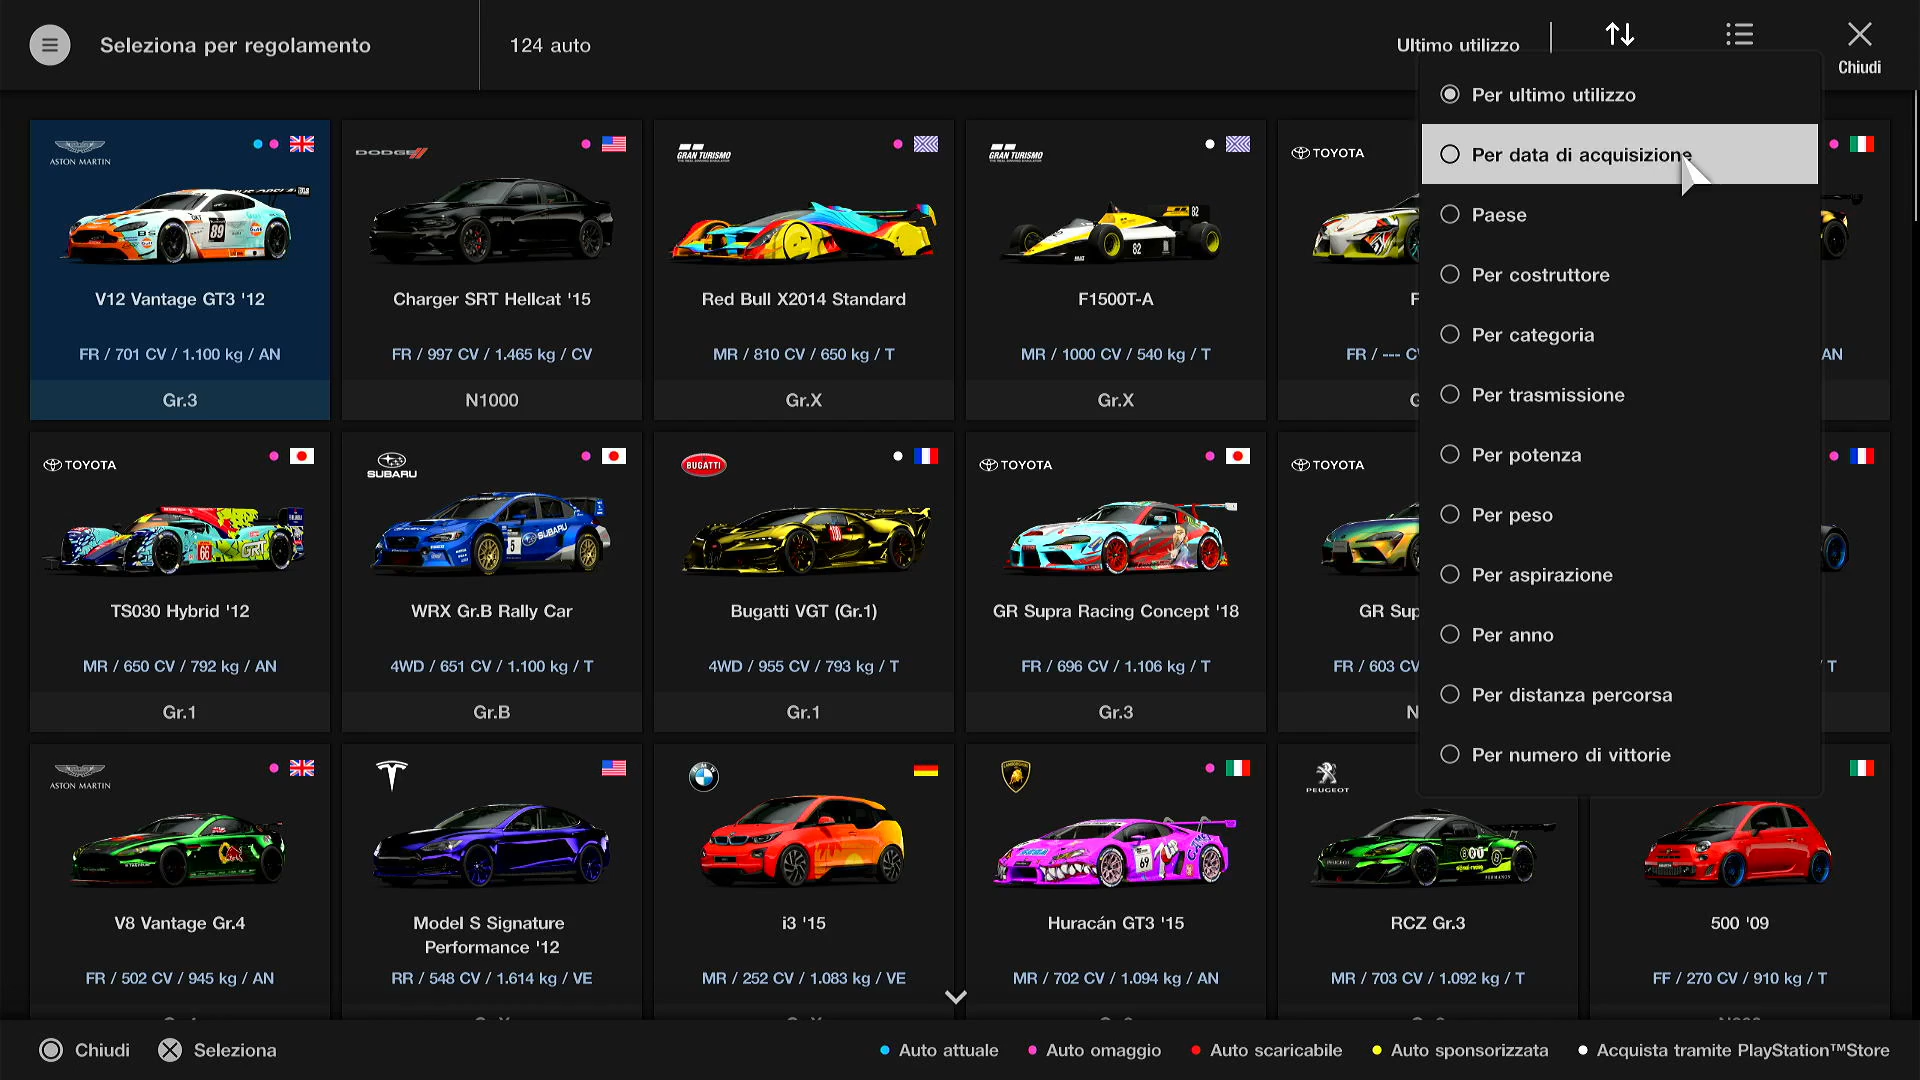 Seleziona per regolamento
124 auto
Ultimo utilizzo
Chiudi
Per ultimo utilizzo
Per data di acquisizione
Paese
Per costruttore
Per categoria
Per trasmissione
Per potenza
Per peso
Per aspirazione
Per anno
Per distanza percorsa
Per numero di vittorie
ASTON MARTIN
V12 Vantage GT3 '12
FR / 701 CV / 1.100 kg / AN
Gr.3
DODGE
Charger SRT Hellcat '15
FR / 997 CV / 1.465 kg / CV
N1000
GRAN TURISMO
Red Bull X2014 Standard
MR / 810 CV / 650 kg / T
Gr.X
GRAN TURISMO
F1500T-A
MR / 1000 CV / 540 kg / T
Gr.X
TOYOTA
FR / --- C
AN
TOYOTA
TS030 Hybrid '12
MR / 650 CV / 792 kg / AN
Gr.1
SUBARU
WRX Gr.B Rally Car
4WD / 651 CV / 1.100 kg / T
Gr.B
BUGATTI
Bugatti VGT (Gr.1)
4WD / 955 CV / 793 kg / T
Gr.1
TOYOTA
GR Supra Racing Concept '18
FR / 696 CV / 1.106 kg / T
Gr.3
TOYOTA
GR Sup
FR / 603 CV
N
/ T
ASTON MARTIN
V8 Vantage Gr.4
FR / 502 CV / 945 kg / AN
Model S Signature
Performance '12
RR / 548 CV / 1.614 kg / VE
BMW
i3 '15
MR / 252 CV / 1.083 kg / VE
LAMBORGHINI
Huracán GT3 '15
MR / 702 CV / 1.094 kg / AN
PEUGEOT
RCZ Gr.3
MR / 703 CV / 1.092 kg / T
500 '09
FF / 270 CV / 910 kg / T
Chiudi
Seleziona
Auto attuale
Auto omaggio
Auto scaricabile
Auto sponsorizzata
Acquista tramite PlayStation™Store